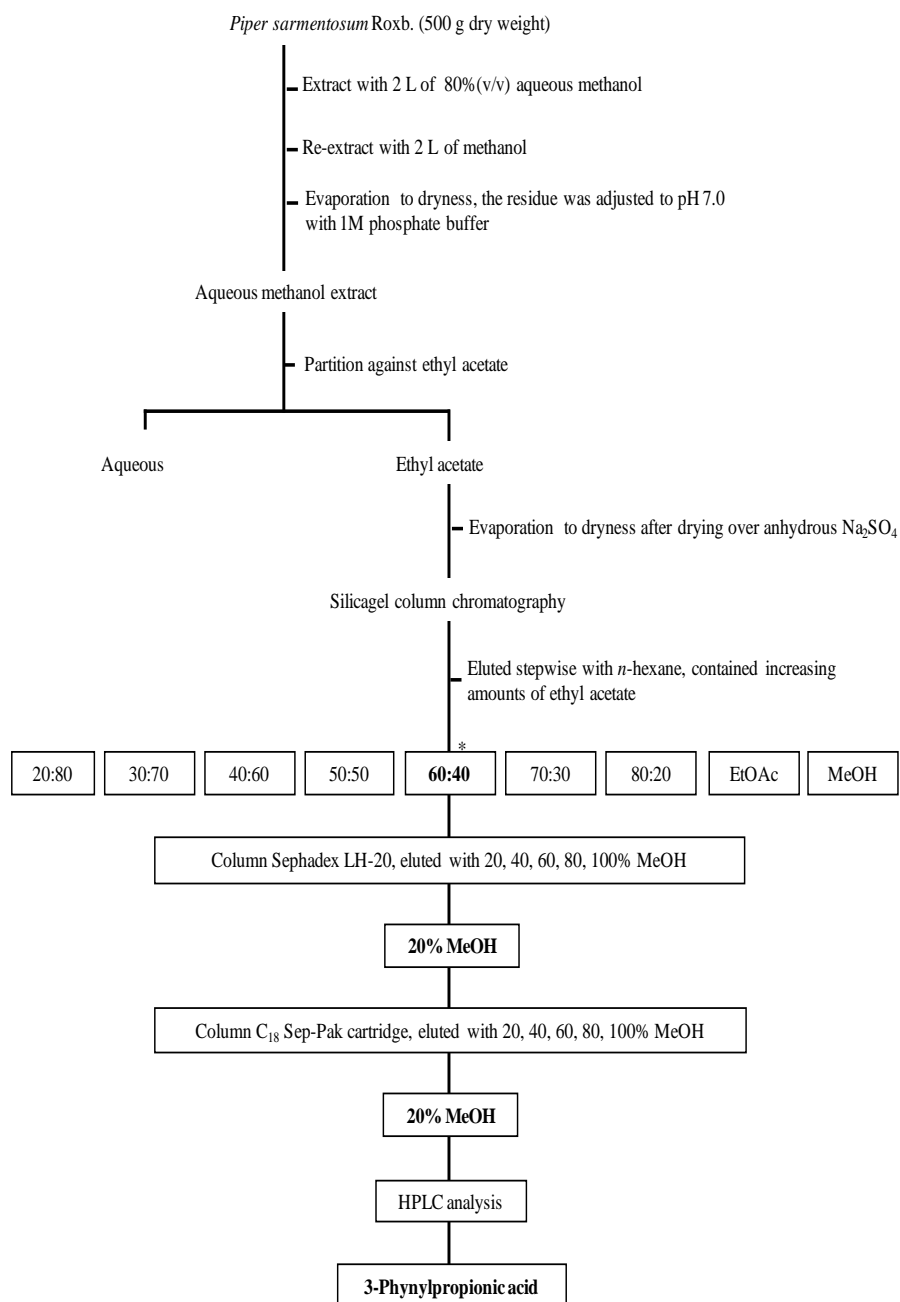 Piper sarmentosum Roxb. (500 g dry weight)
Extract with 2 L of 80%(v/v) aqueous methanol
Re-extract with 2 L of methanol
Evaporation to dryness, the residue was adjusted to pH 7.0
with 1M phosphate buffer
Aqueous methanol extract
Partition against ethyl acetate
Aqueous
Ethyl acetate
Evaporation to dryness after drying over anhydrous Na₂SO₄
Silicagel column chromatography
Eluted stepwise with n-hexane, contained increasing
amounts of ethyl acetate
*
20:80 30:70 40:60 50:50 60:40 70:30 80:20 EtOAc MeOH
Column Sephadex LH-20, eluted with 20, 40, 60, 80, 100% MeOH
20% MeOH
Column C₁₈ Sep-Pak cartridge, eluted with 20, 40, 60, 80, 100% MeOH
20% MeOH
HPLC analysis
3-Phynylpropionic acid